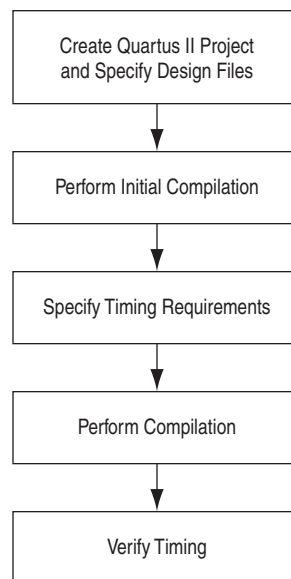 Create Quartus II Project
and Specify Design Files
Perform Initial Compilation
Specify Timing Requirements
Perform Compilation
Verify Timing